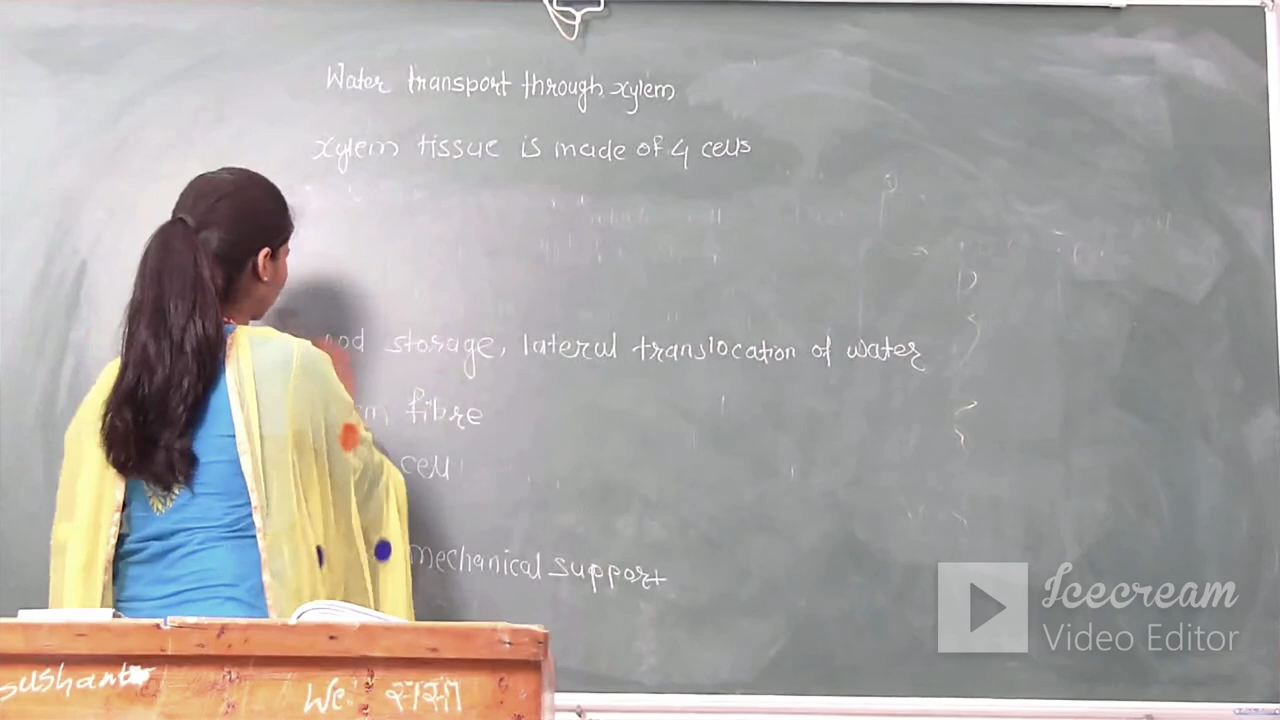 Water transport through xylem
xylem tissue is made of 4 cells
storage, lateral translocation of water
fibre
cell
mechanical support
Icecream
Video Editor
sushant
We